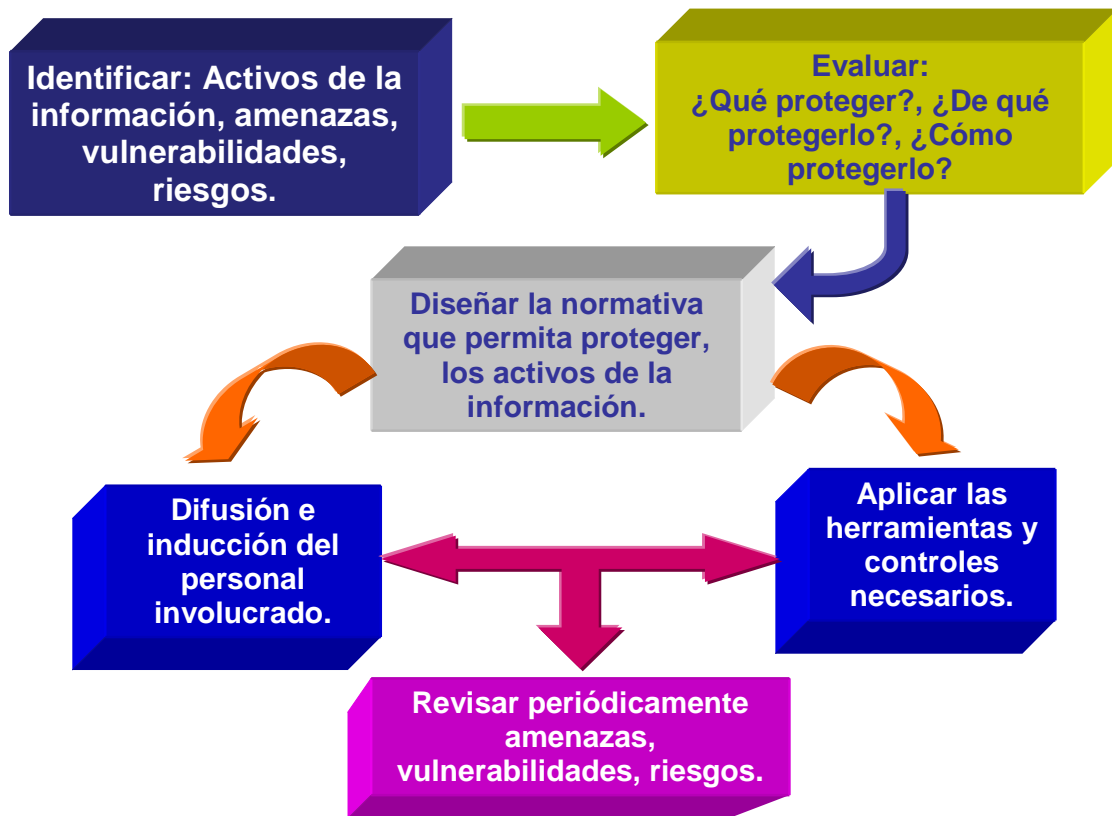 Identificar: Activos de la
información, amenazas,
vulnerabilidades,
riesgos.
Evaluar:
¿Qué proteger?, ¿De qué
protegerlo?, ¿Cómo
protegerlo?
Diseñar la normativa
que permita proteger,
los activos de la
información.
Difusión e
inducción del
personal
involucrado.
Aplicar las
herramientas y
controles
necesarios.
Revisar periódicamente
amenazas,
vulnerabilidades, riesgos.